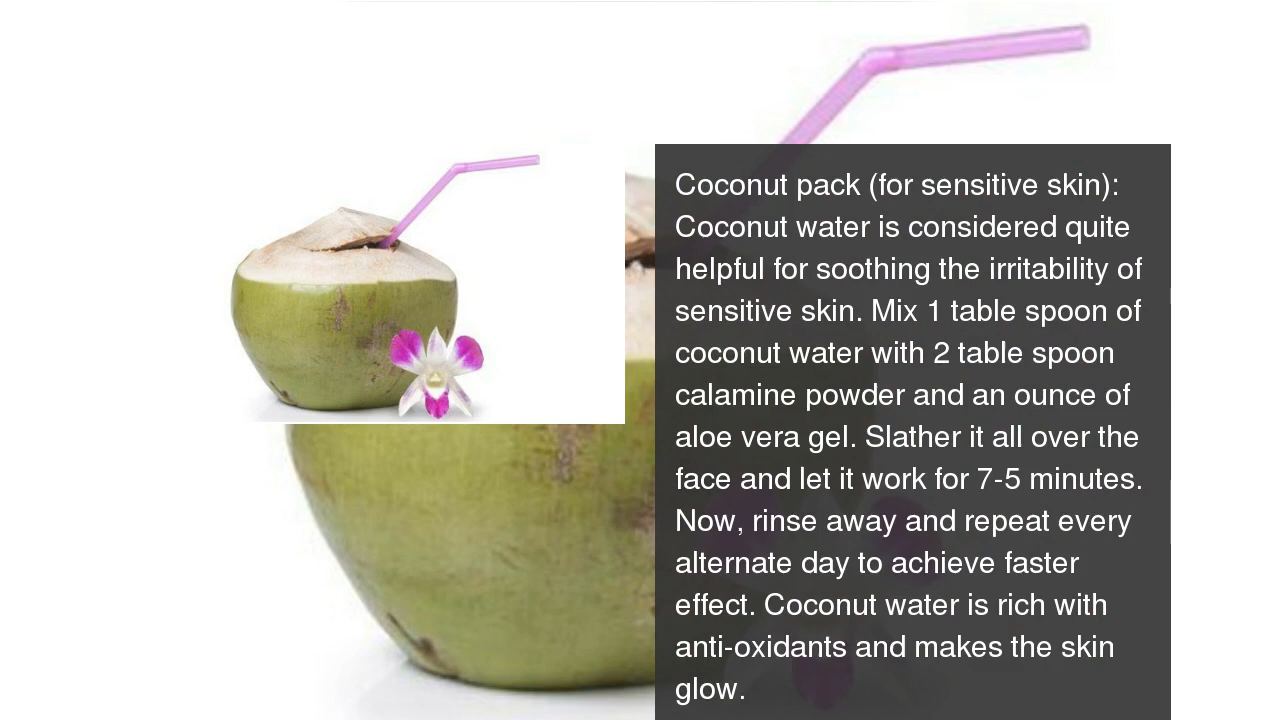 Coconut pack (for sensitive skin):
Coconut water is considered quite
helpful for soothing the irritability of
sensitive skin. Mix 1 table spoon of
coconut water with 2 table spoon
calamine powder and an ounce of
aloe vera gel. Slather it all over the
face and let it work for 7-5 minutes.
Now, rinse away and repeat every
alternate day to achieve faster
effect. Coconut water is rich with
anti-oxidants and makes the skin
glow.